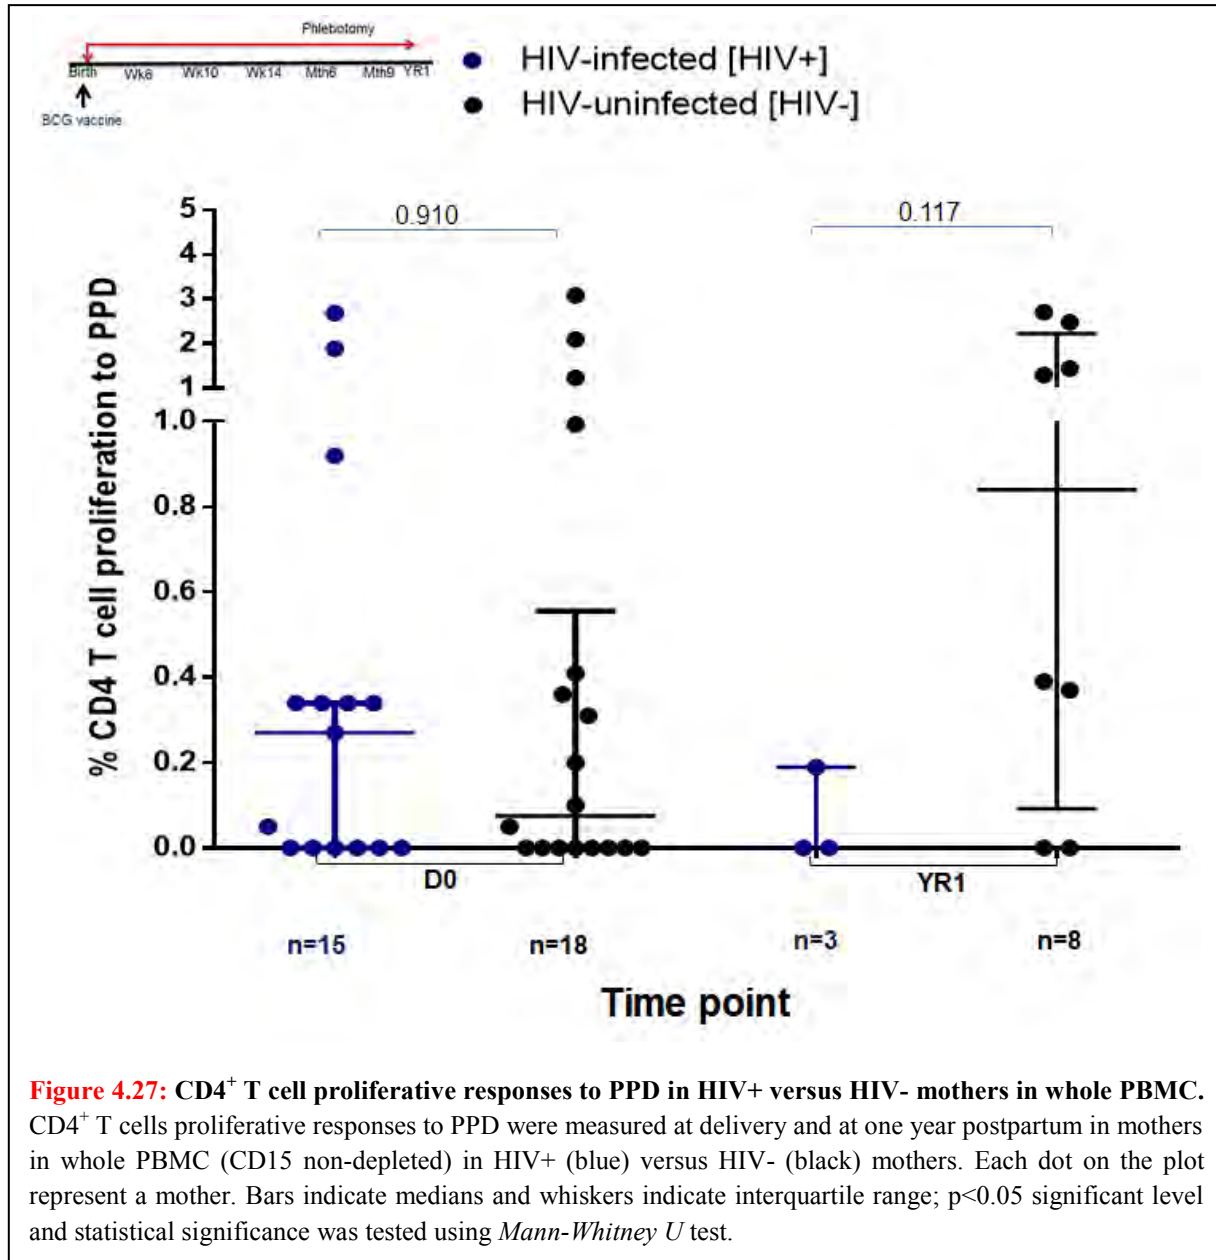 Phlebotomy
Birth Wk6 Wk10 Wk14 Mth6 Mth9 YR1
BCG vaccine
HIV-infected [HIV+]
HIV-uninfected [HIV-]
0.910 0.117
% CD4 T cell proliferation to PPD
5
4
3
2
1
1.0
0.8
0.6
0.4
0.2
0.0
D0 YR1
n=15 n=18 n=3 n=8
Time point
Figure 4.27: CD4+ T cell proliferative responses to PPD in HIV+ versus HIV- mothers in whole PBMC.
CD4+ T cells proliferative responses to PPD were measured at delivery and at one year postpartum in mothers
in whole PBMC (CD15 non-depleted) in HIV+ (blue) versus HIV- (black) mothers. Each dot on the plot
represent a mother. Bars indicate medians and whiskers indicate interquartile range; p<0.05 significant level
and statistical significance was tested using Mann-Whitney U test.